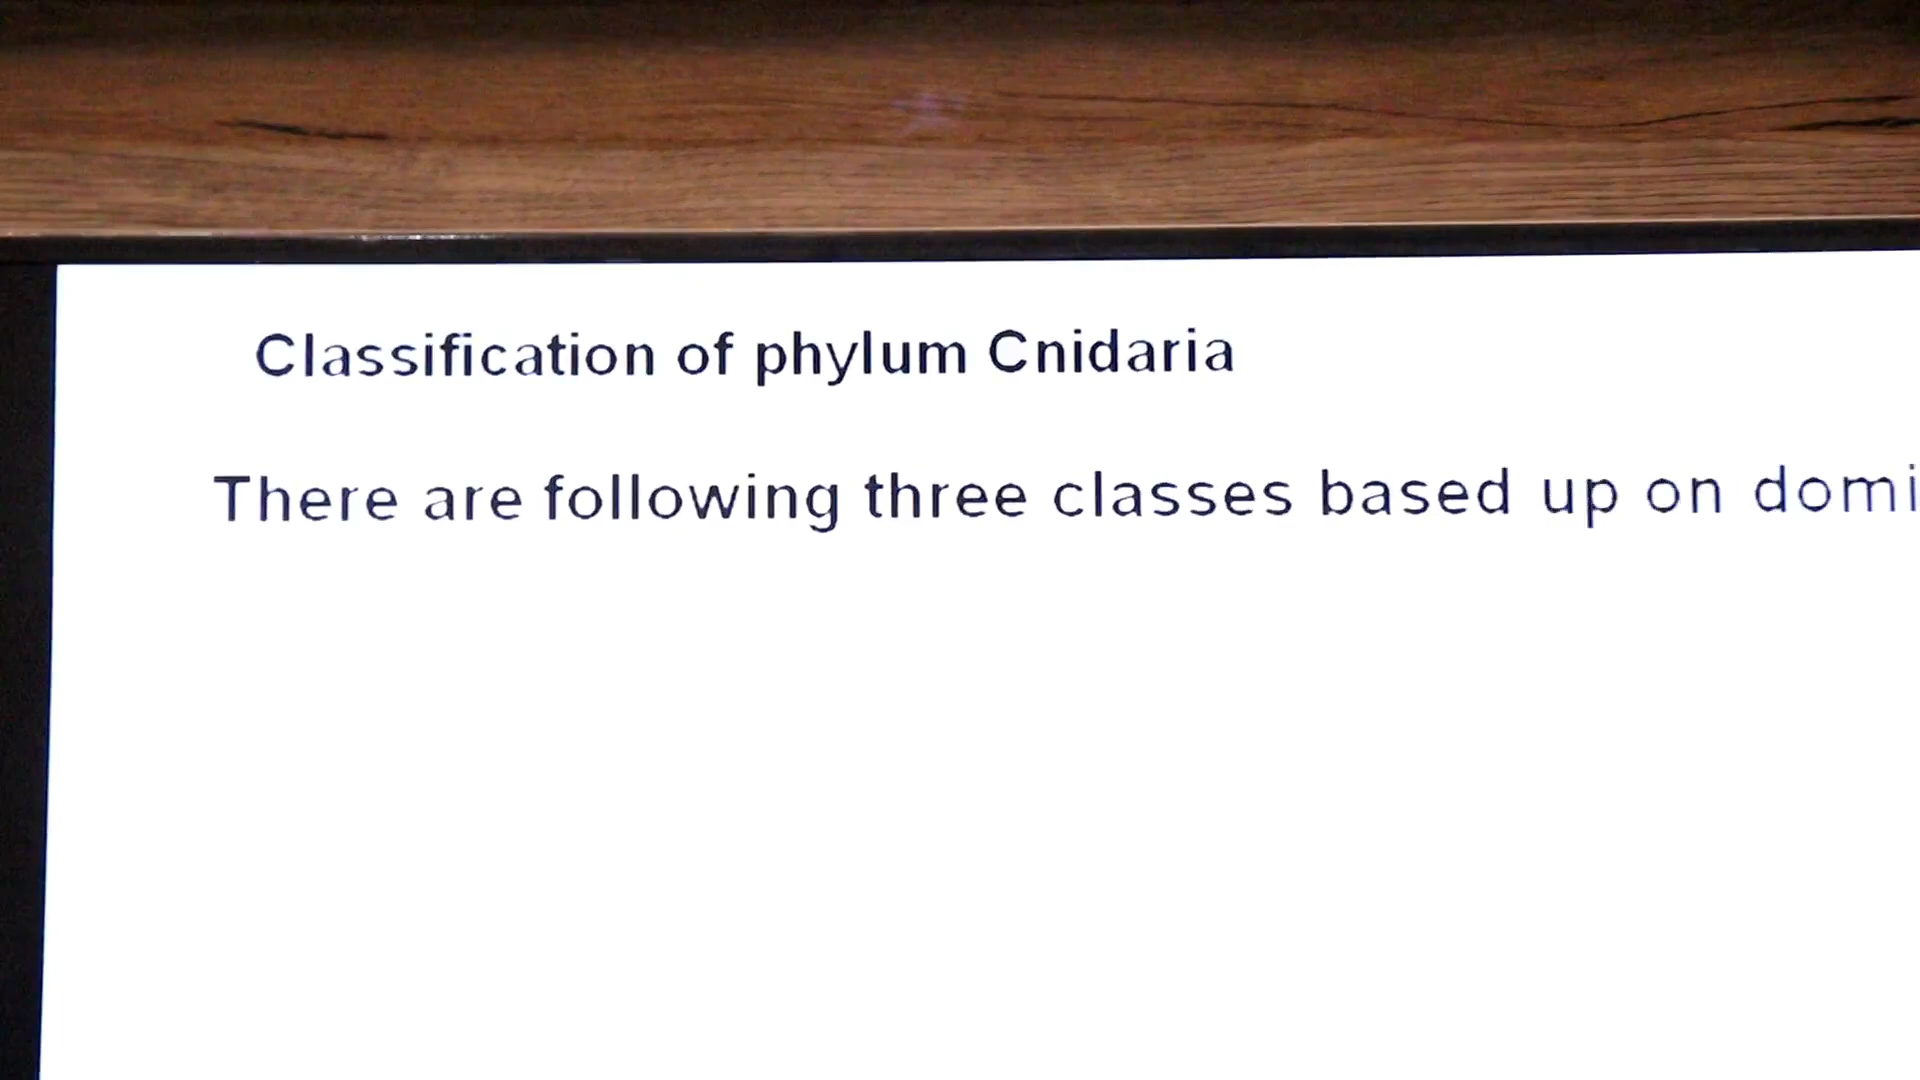 Classification of phylum Cnidaria
There are following three classes based up on domi